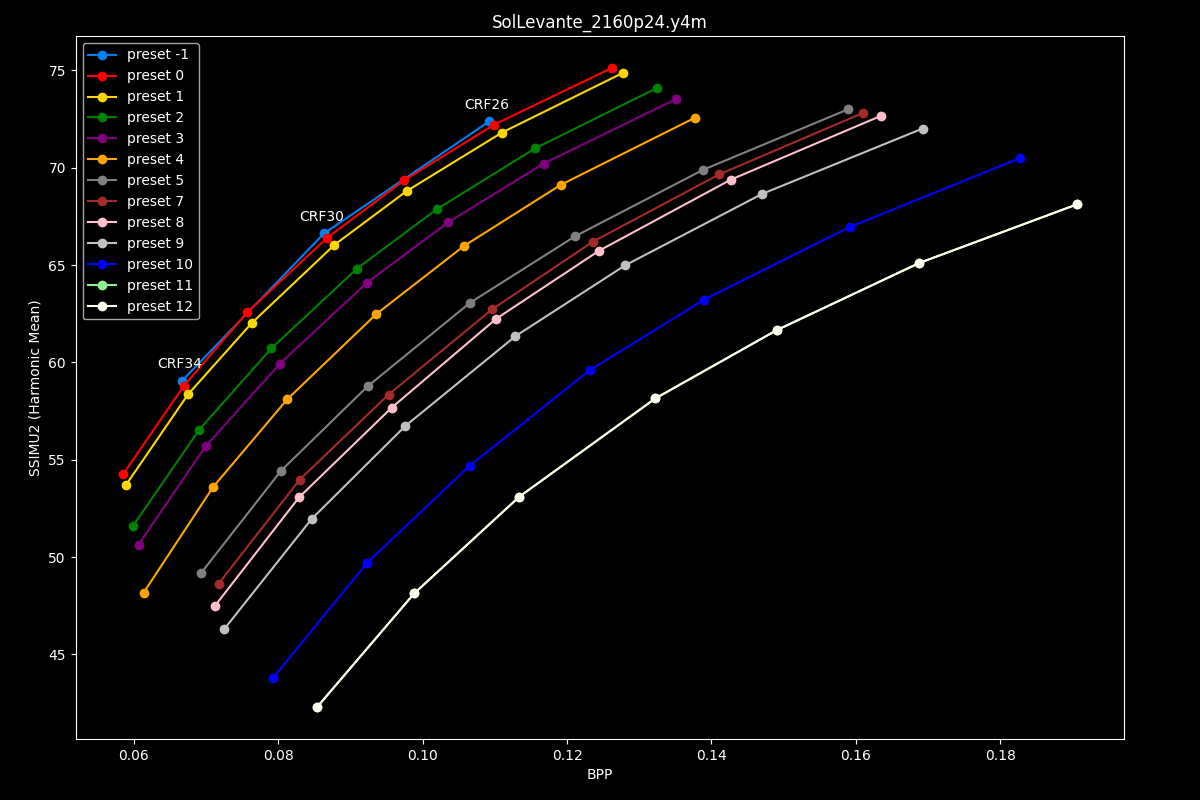 SolLevante_2160p24.y4m
preset -1
preset 0
preset 1
preset 2
preset 3
preset 4
preset 5
preset 7
preset 8
preset 9
preset 10
preset 11
preset 12
CRF26
CRF30
CRF34
SSIMU2 (Harmonic Mean)
75
70
65
60
55
50
45
0.06
0.08
0.10
0.12
0.14
0.16
0.18
BPP